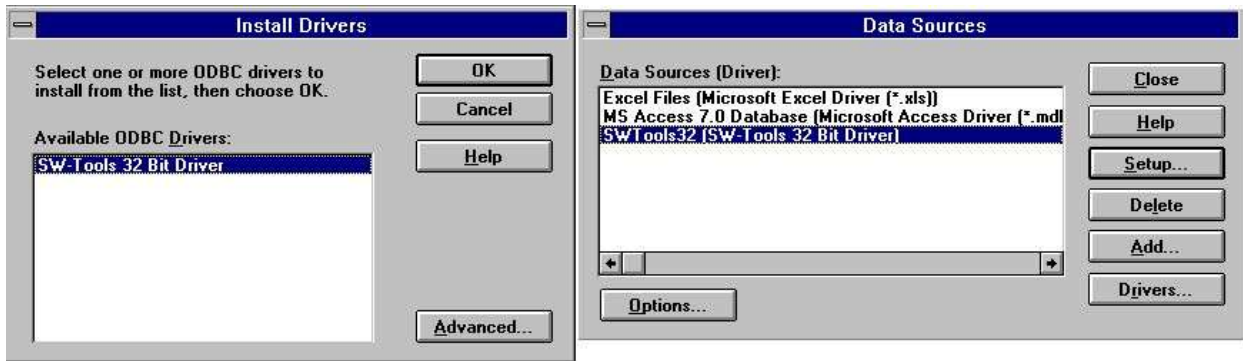 Install Drivers
Select one or more ODBC drivers to
install from the list, then choose OK.
Available ODBC Drivers:
SW-Tools 32 Bit Driver
OK
Cancel
Help
Advanced...
Data Sources
Data Sources (Driver):
Excel Files (Microsoft Excel Driver (*.xls))
MS Access 7.0 Database (Microsoft Access Driver (*.mdl
SWTools32 (SW-Tools 32 Bit Driver)
Close
Help
Setup...
Delete
Add...
Drivers...
Options...